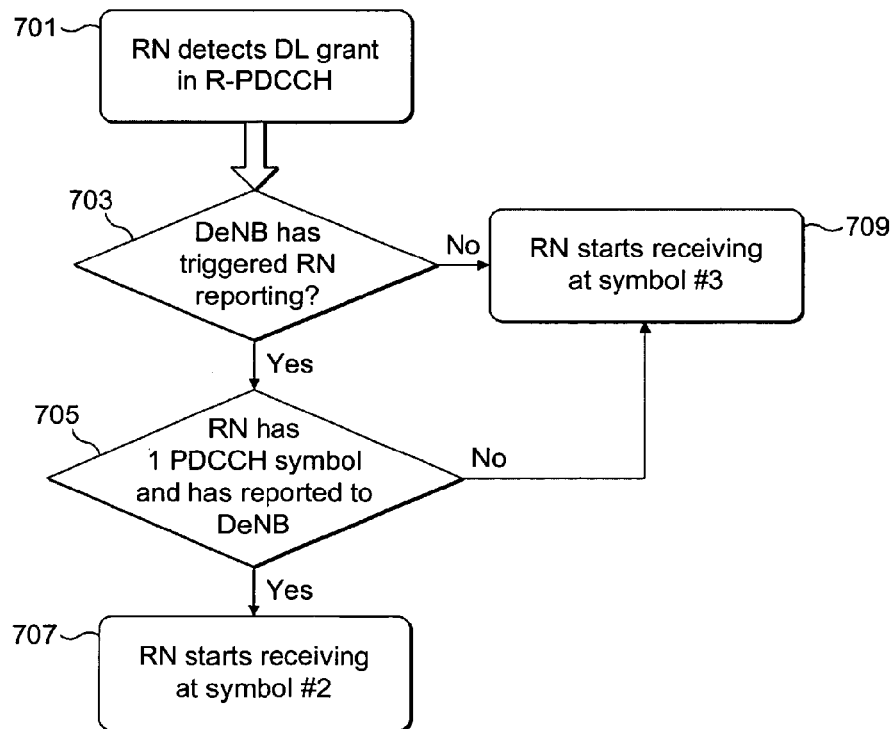 701
RN detects DL grant
in R-PDCCH
703
DeNB has
triggered RN
reporting?
No
RN starts receiving
at symbol #3
709
Yes
705
RN has
1 PDCCH symbol
and has reported to
DeNB
No
Yes
707
RN starts receiving
at symbol #2